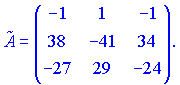 Ã = ( −1 1 −1
38 −41 34
−27 29 −24 ).